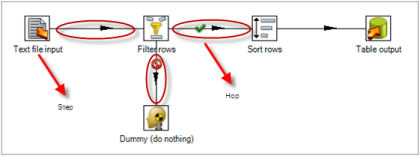 Text file input
Filter rows
Sort rows
Table output
Step
Hop
Dummy (do nothing)